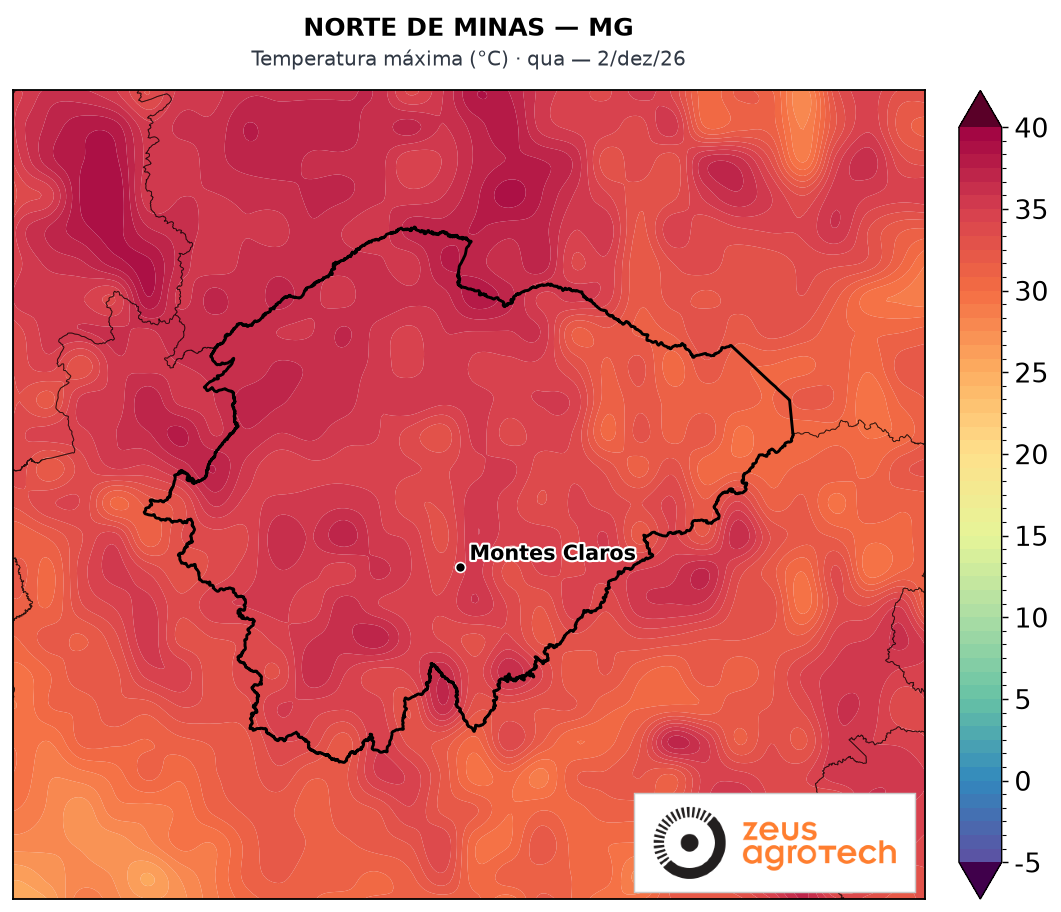 NORTE DE MINAS — MG
Temperatura máxima (°C) · qua — 2/dez/26
40
35
30
25
20
15
10
5
0
-5
Montes Claros
zeus
agrotech